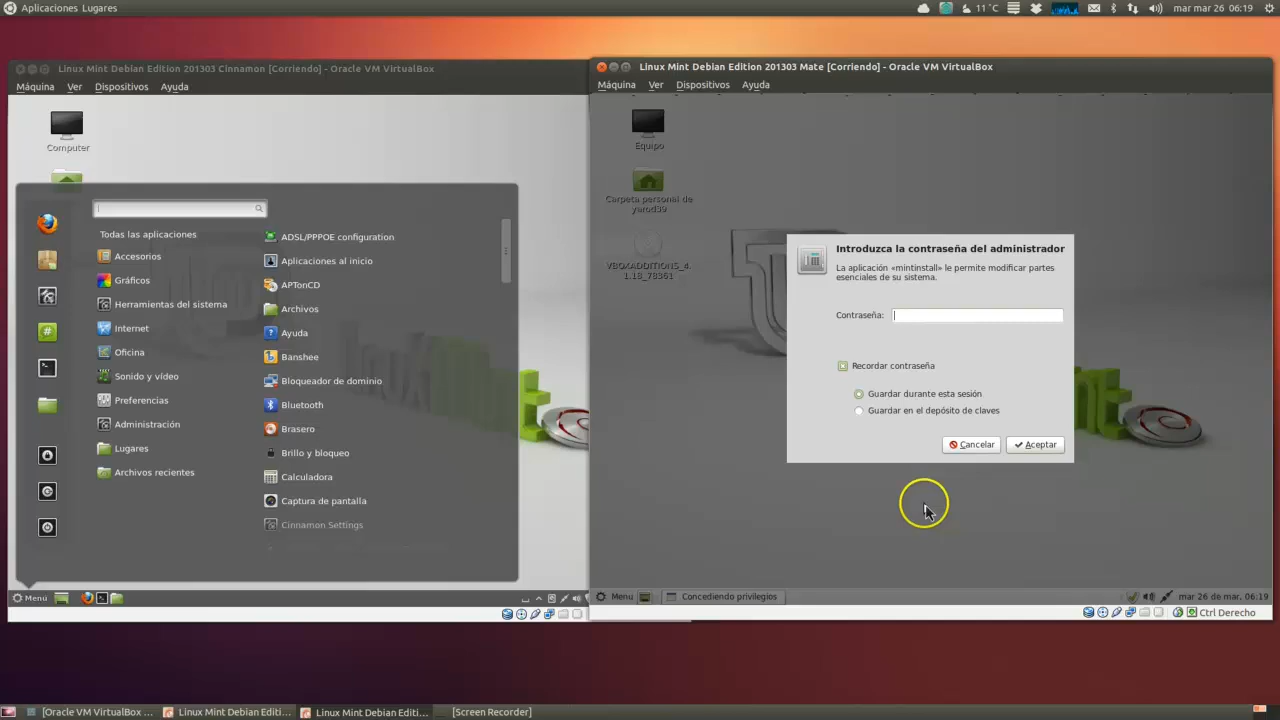 Aplicaciones Lugares
11 °C
mar mar 26 06:19
Linux Mint Debian Edition 201303 Cinnamon [Corriendo] - Oracle VM VirtualBox
Máquina Ver Dispositivos Ayuda
Computer
Todas las aplicaciones
Accesorios
Gráficos
Herramientas del sistema
Internet
Oficina
Sonido y vídeo
Preferencias
Administración
Lugares
Archivos recientes
ADSL/PPPOE configuration
Aplicaciones al inicio
APTonCD
Archivos
Ayuda
Banshee
Bloqueador de dominio
Bluetooth
Brasero
Brillo y bloqueo
Calculadora
Captura de pantalla
Cinnamon Settings
Menu
Linux Mint Debian Edition 201303 Mate [Corriendo] - Oracle VM VirtualBox
Máquina Ver Dispositivos Ayuda
Equipo
Carpeta personal de
yarod39
VBOXADDITIONS_4.
1.18_78361
Introduzca la contraseña del administrador
La aplicación «mintinstall» le permite modificar partes
esenciales de su sistema.
Contraseña:
Recordar contraseña
Guardar durante esta sesión
Guardar en el depósito de claves
Cancelar
Aceptar
Menu
Concediendo privilegios
mar 26 de mar, 06:19
Ctrl Derecho
[Oracle VM VirtualBox ...
Linux Mint Debian Editi...
Linux Mint Debian Editi...
[Screen Recorder]